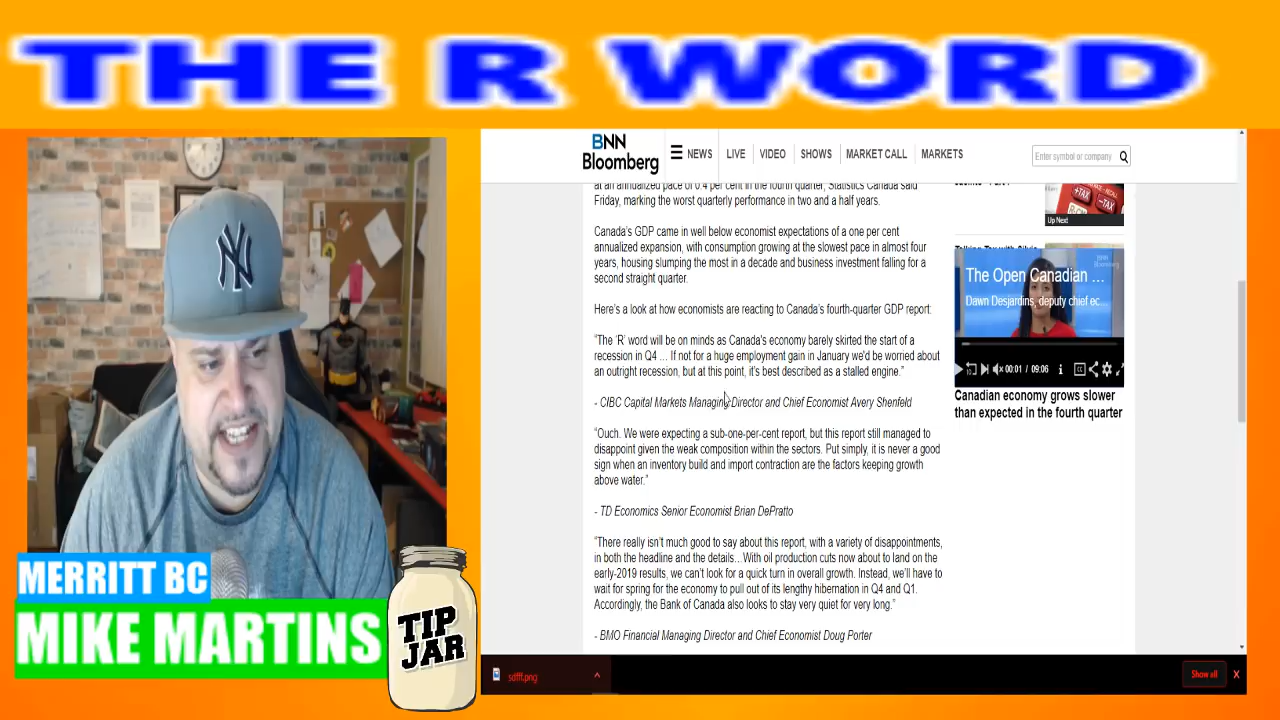 THE R WORD
BNN
Bloomberg
NEWS
LIVE
VIDEO
SHOWS
MARKET CALL
MARKETS
Enter symbol or company
at an annualized pace of 0.4 per cent in the fourth quarter, Statistics Canada said
Friday, marking the worst quarterly performance in two and a half years.
Canada's GDP came in well below economist expectations of a one per cent
annualized expansion, with consumption growing at the slowest pace in almost four
years, housing slumping the most in a decade and business investment falling for a
second straight quarter.
Here's a look at how economists are reacting to Canada's fourth-quarter GDP report:
“The ‘R’ word will be on minds as Canada's economy barely skirted the start of a
recession in Q4 ... If not for a huge employment gain in January we'd be worried about
an outright recession, but at this point, it's best described as a stalled engine.”
- CIBC Capital Markets Managing Director and Chief Economist Avery Shenfeld
“Ouch. We were expecting a sub-one-per-cent report, but this report still managed to
disappoint given the weak composition within the sectors. Put simply, it is never a good
sign when an inventory build and import contraction are the factors keeping growth
above water.”
- TD Economics Senior Economist Brian DePratto
“There really isn't much good to say about this report, with a variety of disappointments,
in both the headline and the details…With oil production cuts now about to land on the
early-2019 results, we can't look for a quick turn in overall growth. Instead, we'll have to
wait for spring for the economy to pull out of its lengthy hibernation in Q4 and Q1.
Accordingly, the Bank of Canada also looks to stay very quiet for very long.”
- BMO Financial Managing Director and Chief Economist Doug Porter
+TAX
-TAX
Up Next
The Open Canadian ...
Dawn Desjardins, deputy chief ec
00:01 / 09:06
CC
Canadian economy grows slower
than expected in the fourth quarter
NY
MERRITT BC
MIKE MARTINS
TIP
JAR
sdfff.png
Show all
X